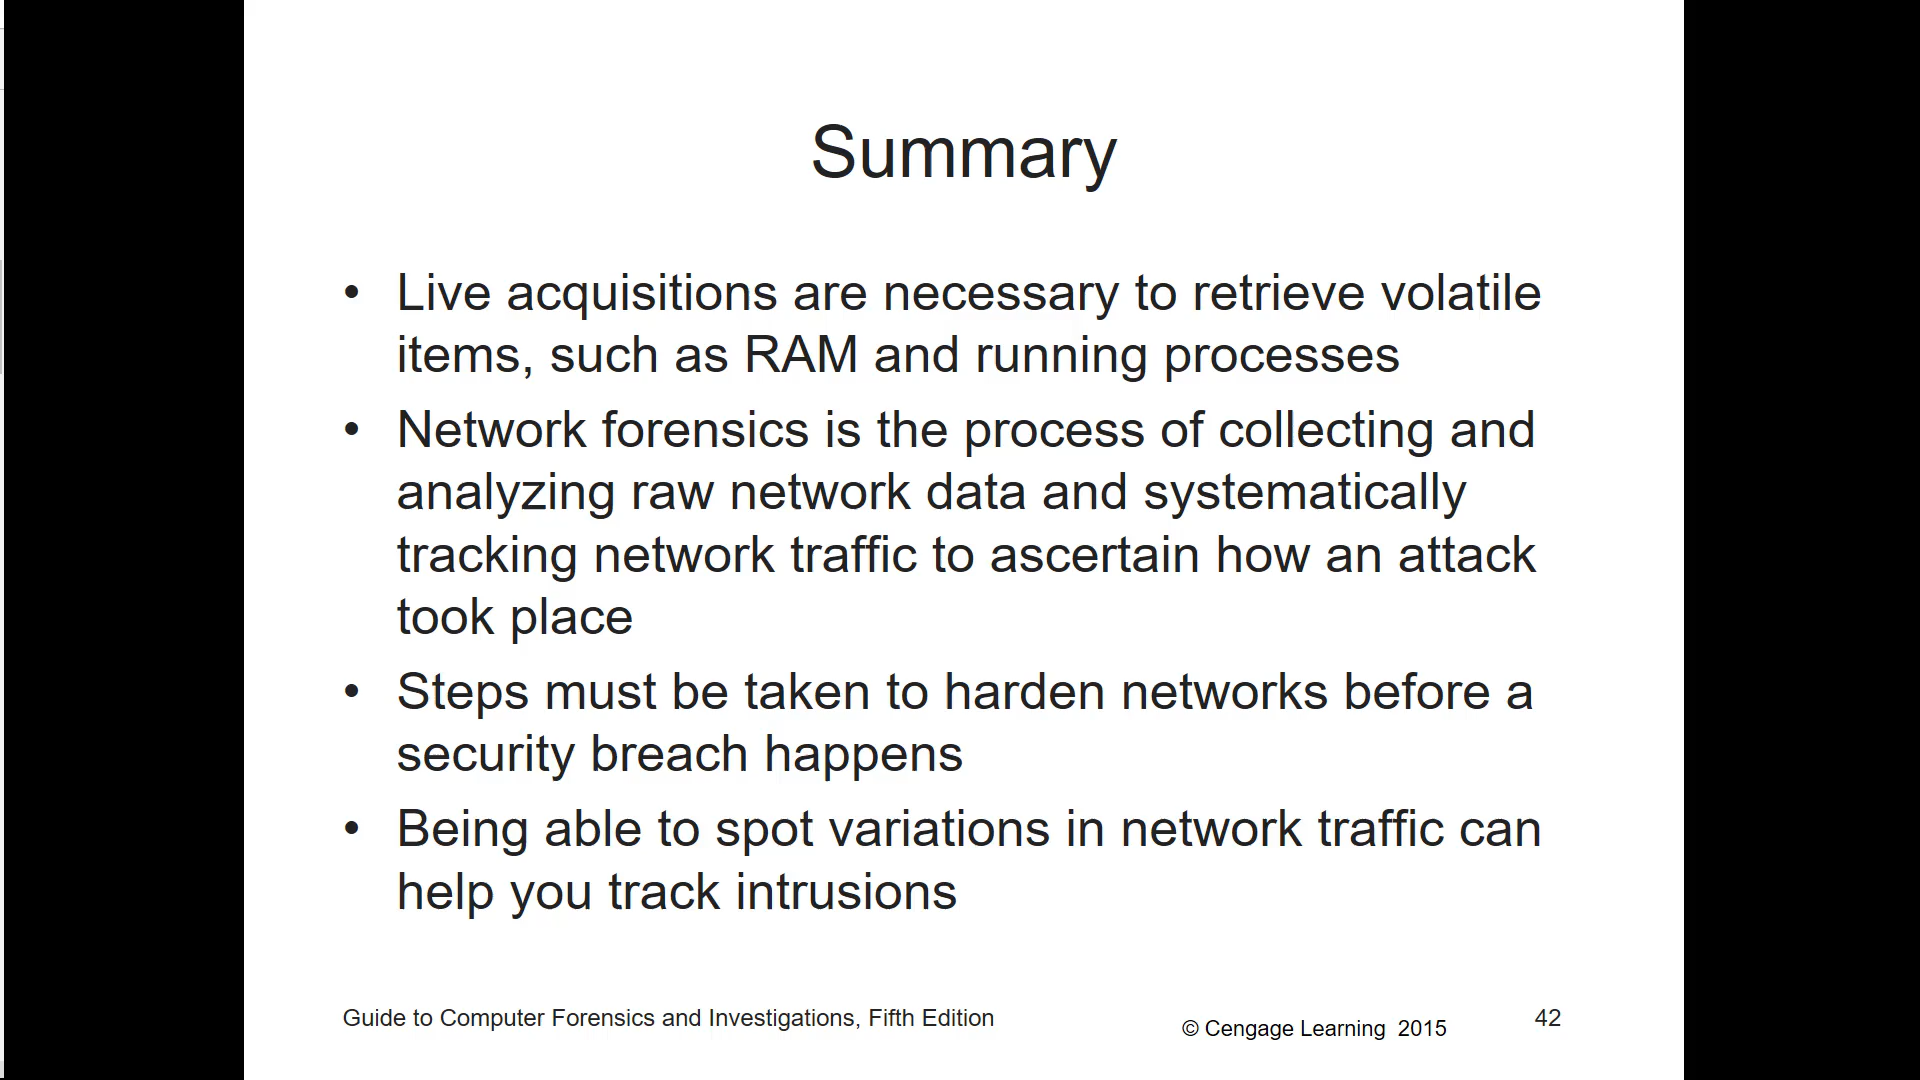 Summary
• Live acquisitions are necessary to retrieve volatile
items, such as RAM and running processes
• Network forensics is the process of collecting and
analyzing raw network data and systematically
tracking network traffic to ascertain how an attack
took place
• Steps must be taken to harden networks before a
security breach happens
• Being able to spot variations in network traffic can
help you track intrusions
Guide to Computer Forensics and Investigations, Fifth Edition
© Cengage Learning 2015
42